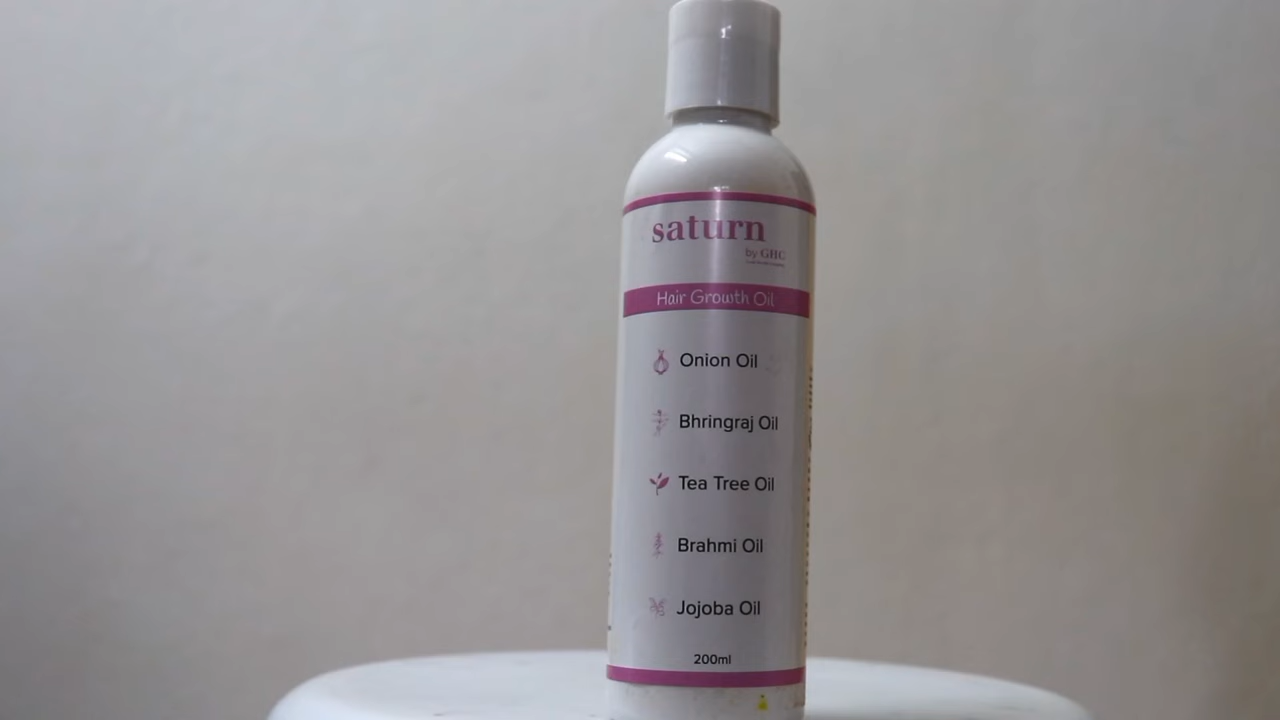 saturn
by GHC
Hair Growth Oil
Onion Oil
Bhringraj Oil
Tea Tree Oil
Brahmi Oil
Jojoba Oil
200ml